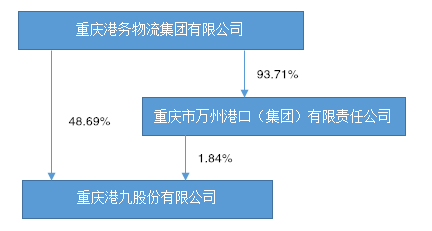 重庆港务物流集团有限公司
93.71%
重庆市万州港口（集团）有限责任公司
48.69%
1.84%
重庆港九股份有限公司